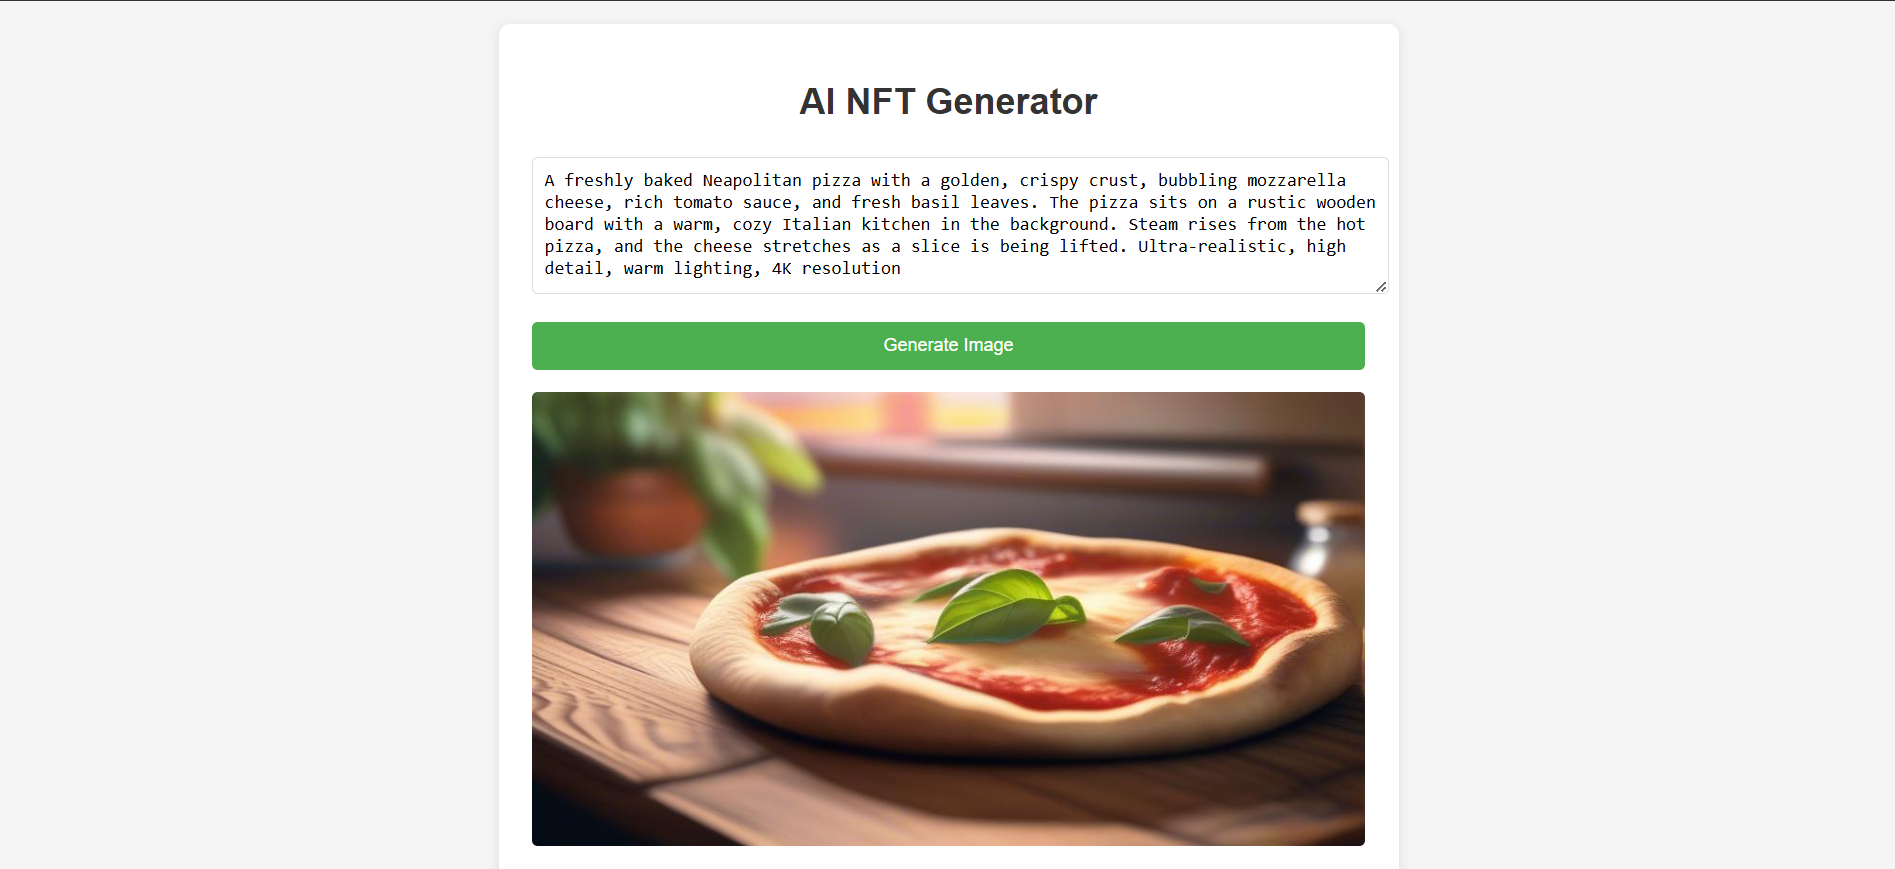 AI NFT Generator
A freshly baked Neapolitan pizza with a golden, crispy crust, bubbling mozzarella
cheese, rich tomato sauce, and fresh basil leaves. The pizza sits on a rustic wooden
board with a warm, cozy Italian kitchen in the background. Steam rises from the hot
pizza, and the cheese stretches as a slice is being lifted. Ultra-realistic, high
detail, warm lighting, 4K resolution
Generate Image